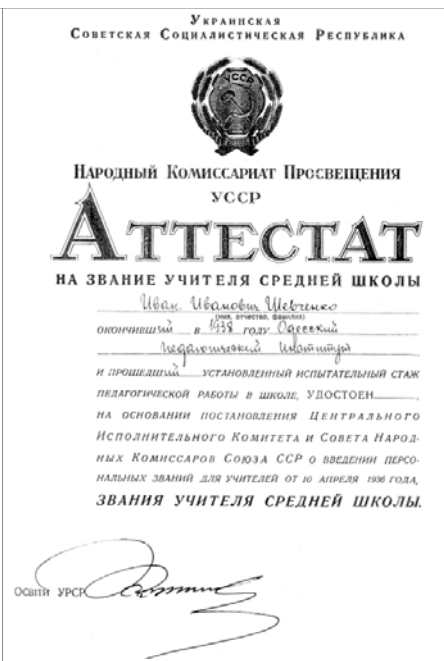 Украинская
Советская Социалистическая Республика
УССР
Народный Комиссариат Просвещения
УССР
Аттестат
НА ЗВАНИЕ УЧИТЕЛЯ СРЕДНЕЙ ШКОЛЫ
Иван Иванович Шевченко
(имя, отчество, фамилия)
окончивший в 1938 году Одесский
педагогический Институт
и прошедший установленный испытательный стаж
педагогической работы в школе, УДОСТОЕН
на основании постановления Центрального
Исполнительного Комитета и Совета Народ-
ных Комиссаров Союза ССР о введении персо-
нальных званий для учителей от 10 апреля 1936 года,
ЗВАНИЯ УЧИТЕЛЯ СРЕДНЕЙ ШКОЛЫ.
Освiти УРСР